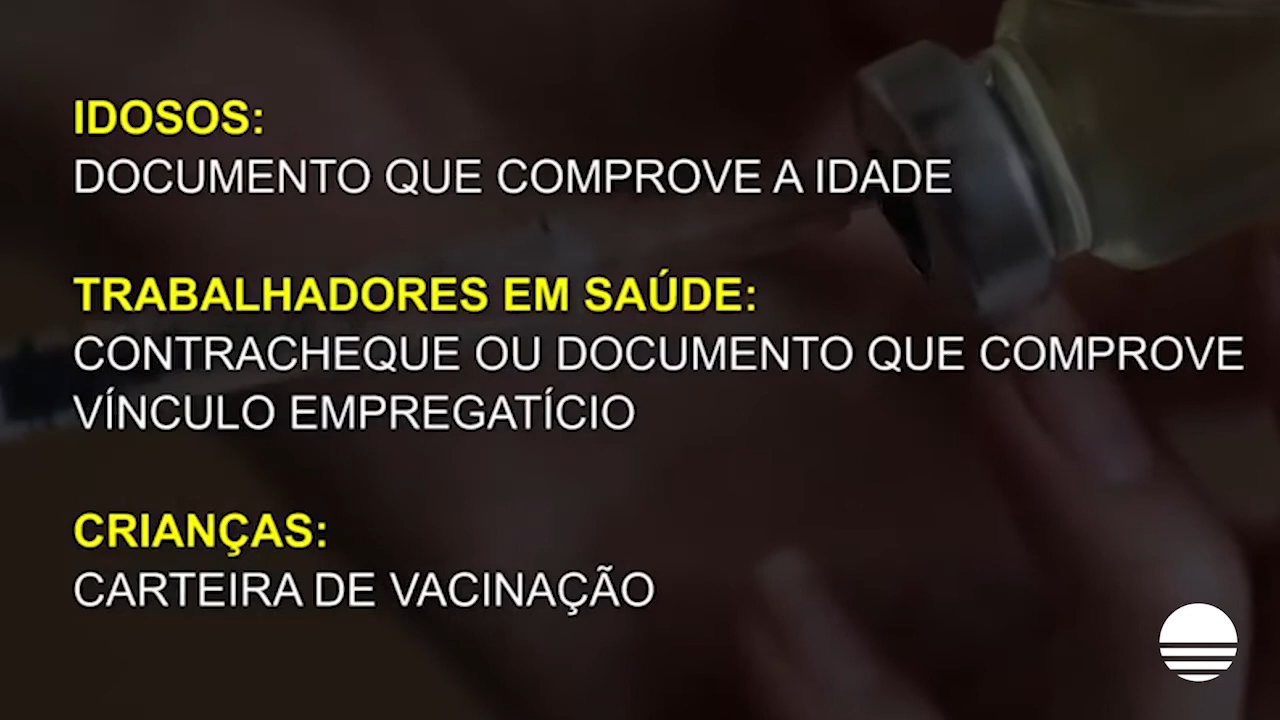 IDOSOS:
DOCUMENTO QUE COMPROVE A IDADE
TRABALHADORES EM SAÚDE:
CONTRACHEQUE OU DOCUMENTO QUE COMPROVE
VÍNCULO EMPREGATÍCIO
CRIANÇAS:
CARTEIRA DE VACINAÇÃO